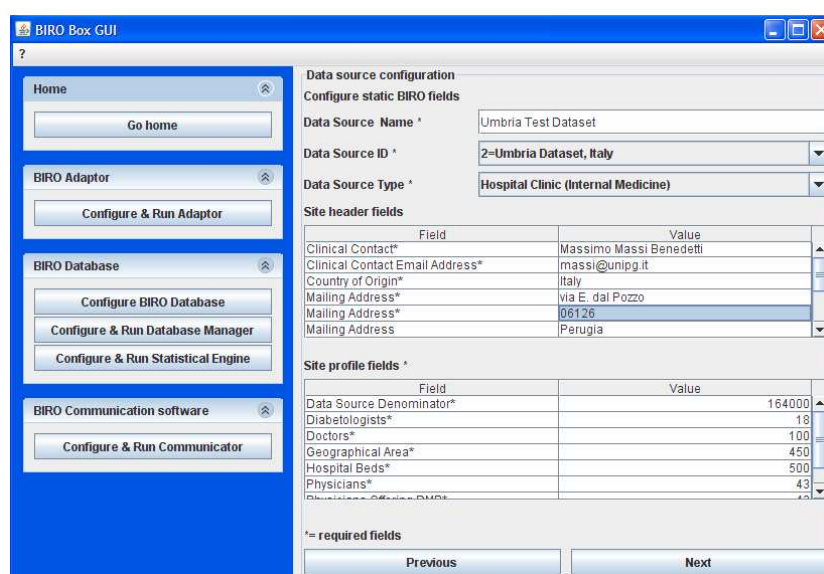 BIRO Box GUI
?
Home
Go home
BIRO Adaptor
Configure & Run Adaptor
BIRO Database
Configure BIRO Database
Configure & Run Database Manager
Configure & Run Statistical Engine
BIRO Communication software
Configure & Run Communicator
Data source configuration
Configure static BIRO fields
Data Source Name * Umbria Test Dataset
Data Source ID * 2=Umbria Dataset, Italy
Data Source Type * Hospital Clinic (Internal Medicine)
Site header fields
Field Value
Clinical Contact* Massimo Massi Benedetti
Clinical Contact Email Address* massi@unipg.it
Country of Origin* Italy
Mailing Address* via E. dal Pozzo
Mailing Address* 06126
Mailing Address Perugia
Site profile fields *
Field Value
Data Source Denominator* 164000
Diabetologists* 18
Doctors* 100
Geographical Area* 450
Hospital Beds* 500
Physicians* 43
Physicians Offering DMP*
*= required fields
Previous Next